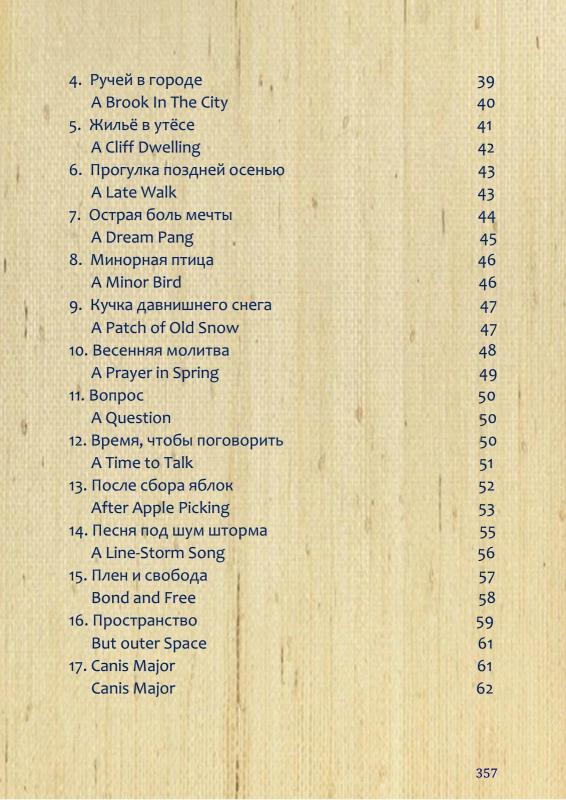 4. Ручей в городе 39
A Brook In The City 40
5. Жильё в утёсе 41
A Cliff Dwelling 42
6. Прогулка поздней осенью 43
A Late Walk 43
7. Острая боль мечты 44
A Dream Pang 45
8. Минорная птица 46
A Minor Bird 46
9. Кучка давнишнего снега 47
A Patch of Old Snow 47
10. Весенняя молитва 48
A Prayer in Spring 49
11. Вопрос 50
A Question 50
12. Время, чтобы поговорить 50
A Time to Talk 51
13. После сбора яблок 52
After Apple Picking 53
14. Песня под шум шторма 55
A Line-Storm Song 56
15. Плен и свобода 57
Bond and Free 58
16. Пространство 59
But outer Space 61
17. Canis Major 61
Canis Major 62
357